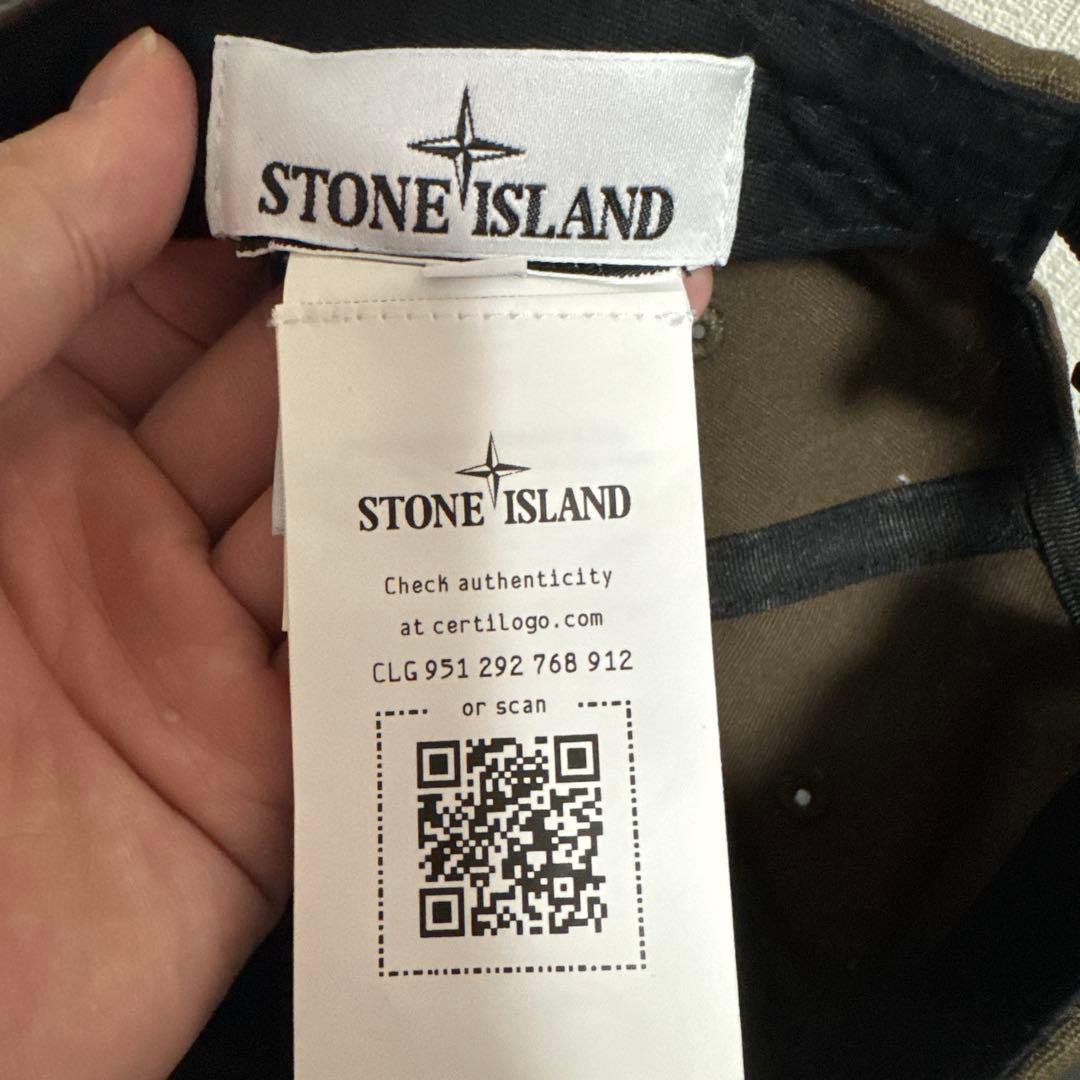 STONE ISLAND
STONE ISLAND
Check authenticity
at certilogo.com
CLG 951 292 768 912
or scan